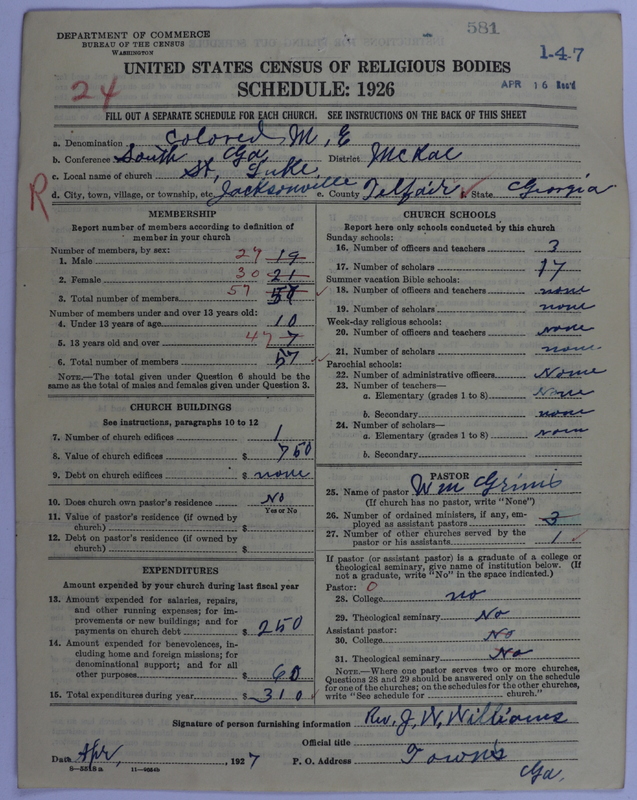 581
DEPARTMENT OF COMMERCE
BUREAU OF THE CENSUS
WASHINGTON
1-4-7
UNITED STATES CENSUS OF RELIGIOUS BODIES
24
SCHEDULE: 1926
APR 16 Rec'd
FILL OUT A SEPARATE SCHEDULE FOR EACH CHURCH. SEE INSTRUCTIONS ON THE BACK OF THIS SHEET
a. Denomination Colored M, E
b. Conference South Ga District McRae
c. Local name of church St, Luke,
R d. City, town, village, or township, etc. Jacksonville e. County Telfair f. State Georgia
MEMBERSHIP
Report number of members according to definition of member in your church
Number of members, by sex:
1. Male 27 19
2. Female 30 21
3. Total number of members 57
Number of members under and over 13 years old:
4. Under 13 years of age 10
5. 13 years old and over 47 7
6. Total number of members 57
NOTE.—The total given under Question 6 should be the same as the total of males and females given under Question 3.
CHURCH BUILDINGS
See instructions, paragraphs 10 to 12
7. Number of church edifices 1
8. Value of church edifices $ 750
9. Debt on church edifices $ none
10. Does church own pastor's residence No
Yes or No
11. Value of pastor's residence (if owned by church) $
12. Debt on pastor's residence (if owned by church) $
EXPENDITURES
Amount expended by your church during last fiscal year
13. Amount expended for salaries, repairs, and other running expenses; for improvements or new buildings; and for payments on church debt $ 250
14. Amount expended for benevolences, including home and foreign missions; for denominational support; and for all other purposes $ 60
15. Total expenditures during year $ 310
CHURCH SCHOOLS
Report here only schools conducted by this church
Sunday schools:
16. Number of officers and teachers 3
17. Number of scholars 17
Summer vacation Bible schools:
18. Number of officers and teachers none
19. Number of scholars none
Week-day religious schools:
20. Number of officers and teachers none
21. Number of scholars none
Parochial schools:
22. Number of administrative officers None
23. Number of teachers—
a. Elementary (grades 1 to 8) None
b. Secondary none
24. Number of scholars—
a. Elementary (grades 1 to 8) none
b. Secondary
PASTOR
25. Name of pastor Wm Grimis
(If church has no pastor, write "None")
26. Number of ordained ministers, if any, employed as assistant pastors 3
27. Number of other churches served by the pastor or his assistants 1
If pastor (or assistant pastor) is a graduate of a college or theological seminary, give name of institution below. (If not a graduate, write "No" in the space indicated.)
Pastor: 0
28. College no
29. Theological seminary No
Assistant pastor:
30. College No
31. Theological seminary No
NOTE.—Where one pastor serves two or more churches, Questions 28 and 29 should be answered only on the schedule for one of the churches; on the schedules for the other churches, write "See schedule for church."
Signature of person furnishing information Rev, J, W, Williams
Official title
Date Apr, , 1927 P. O. Address Towns
Ga.
8—5518 a 11—9024b